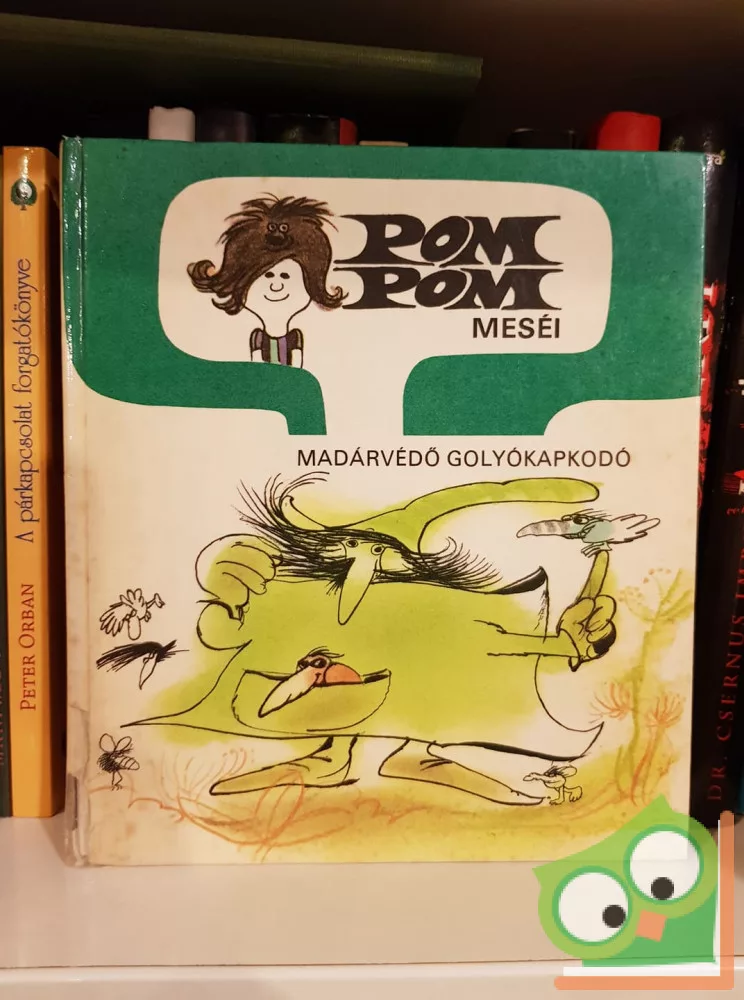 POM
POM
MESÉI
MADÁRVÉDŐ GOLYÓKAPKODÓ
PETER ORBAN A párkapcsolat forgatókönyve
DR. CSERNUS